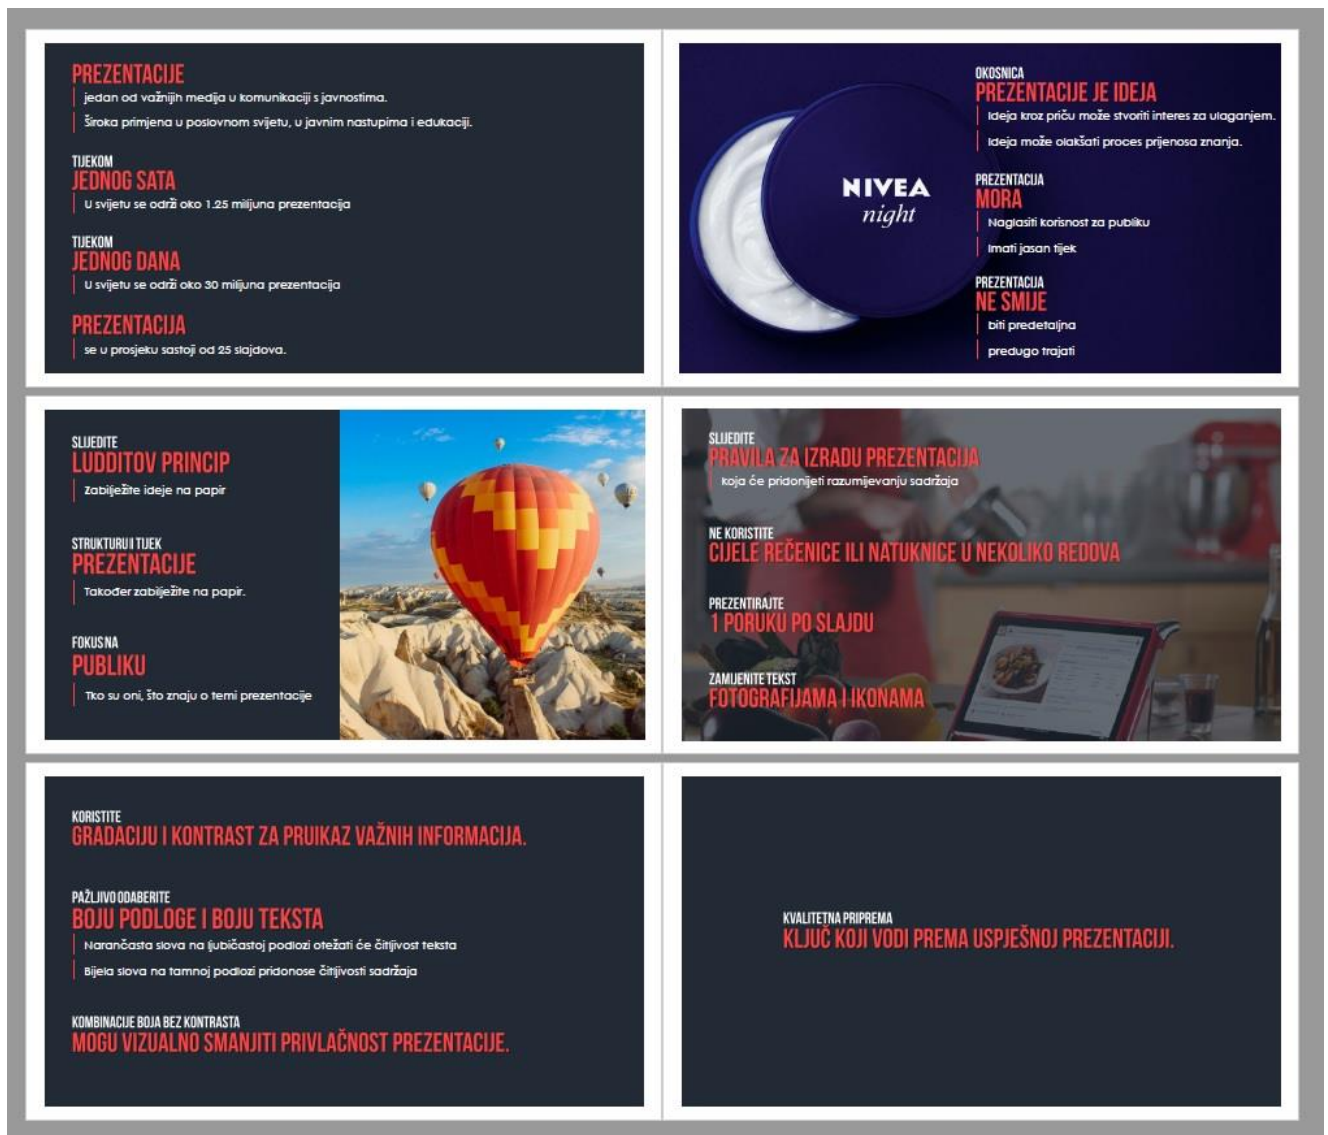 PREZENTACIJE
jedan od važnijih medija u komunikaciji s javnostima.
Široka primjena u poslovnom svijetu, u javnim nastupima i edukaciji.
TIJEKOM
JEDNOG SATA
U svijetu se održi oko 1.25 milijuna prezentacija
TIJEKOM
JEDNOG DANA
U svijetu se održi oko 30 milijuna prezentacija
PREZENTACIJA
se u prosjeku sastoji od 25 slajdova.
NIVEA
night
OKOSNICA
PREZENTACIJE JE IDEJA
Ideja kroz priču može stvoriti interes za ulaganjem.
Ideja može olakšati proces prijenosa znanja.
PREZENTACIJA
MORA
Naglasiti korisnost za publiku
Imati jasan tijek
PREZENTACIJA
NE SMIJE
biti predetaljna
predugo trajati
SLIJEDITE
LUDDITOV PRINCIP
Zabilježite ideje na papir
STRUKTURU I TIJEK
PREZENTACIJE
Također zabilježite na papir.
FOKUS NA
PUBLIKU
Tko su oni, što znaju o temi prezentacije
SLIJEDITE
PRAVILA ZA IZRADU PREZENTACIJA
koja će pridonijeti razumijevanju sadržaja
NE KORISTITE
CIJELE REČENICE ILI NATUKNICE U NEKOLIKO REDOVA
PREZENTIRAJTE
1 PORUKU PO SLAJDU
ZAMIJENITE TEKST
FOTOGRAFIJAMA I IKONAMA
KORISTITE
GRADACIJU I KONTRAST ZA PRUIKAZ VAŽNIH INFORMACIJA.
PAŽLJIVO ODABERITE
BOJU PODLOGE I BOJU TEKSTA
Narančasta slova na ljubičastoj podlozi otežati će čitljivost teksta
Bijela slova na tamnoj podlozi pridonose čitljivosti sadržaja
KOMBINACIJE BOJA BEZ KONTRASTA
MOGU VIZUALNO SMANJITI PRIVLAČNOST PREZENTACIJE.
KVALITETNA PRIPREMA
KLJUČ KOJI VODI PREMA USPJEŠNOJ PREZENTACIJI.